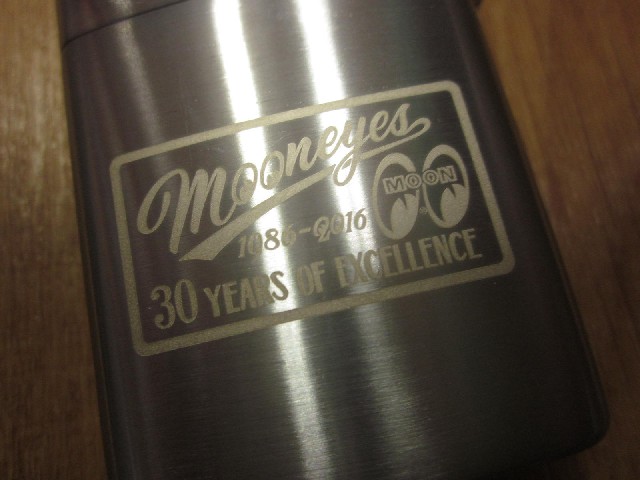 Mooneyes
MOON
1986-2016
30 YEARS OF EXCELLENCE